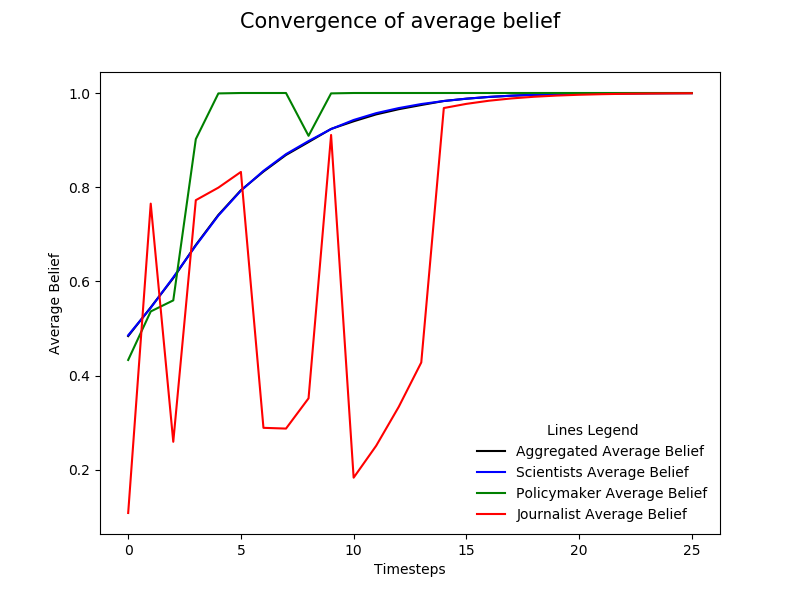 Convergence of average belief
Average Belief
1.0
0.8
0.6
0.4
0.2
Lines Legend
Aggregated Average Belief
Scientists Average Belief
Policymaker Average Belief
Journalist Average Belief
0 5 10 15 20 25
Timesteps